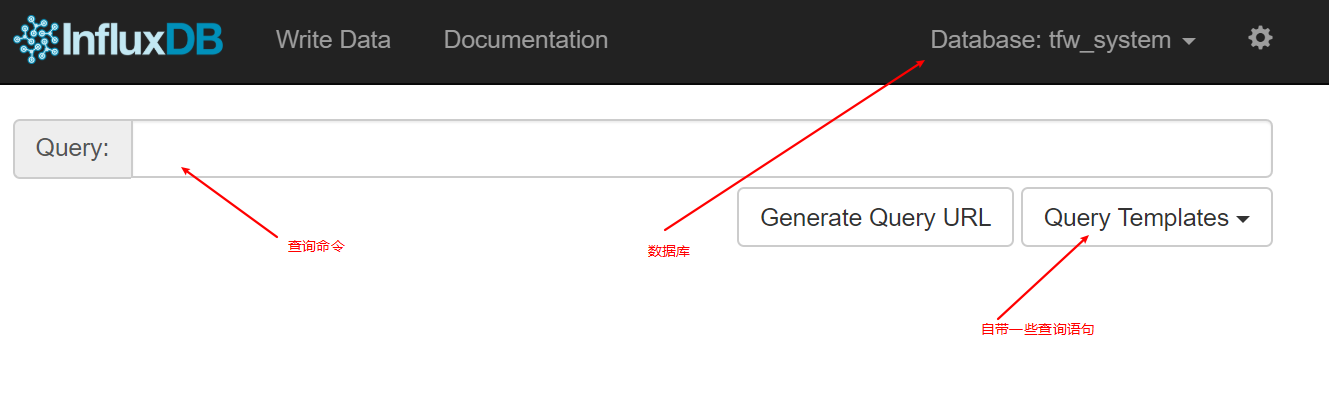 InfluxDB Write Data Documentation Database: tfw_system
Query:
Generate Query URL Query Templates
查询命令
数据库
自带一些查询语句